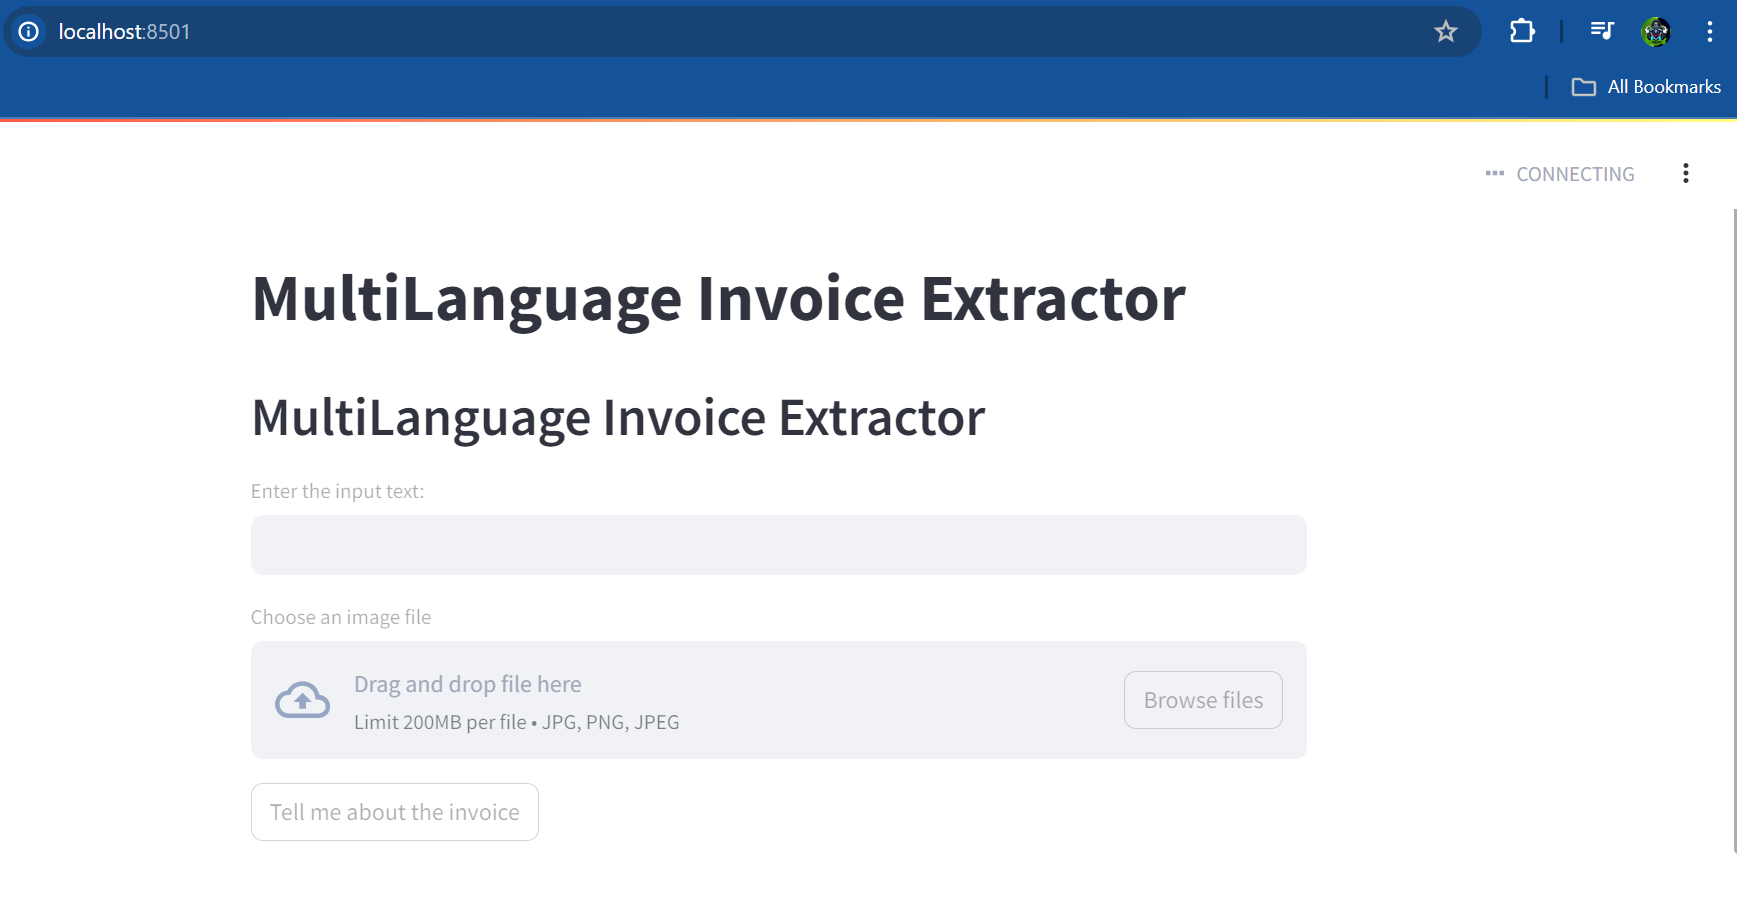 localhost:8501
All Bookmarks
CONNECTING
MultiLanguage Invoice Extractor
MultiLanguage Invoice Extractor
Enter the input text:
Choose an image file
Drag and drop file here
Limit 200MB per file • JPG, PNG, JPEG
Browse files
Tell me about the invoice